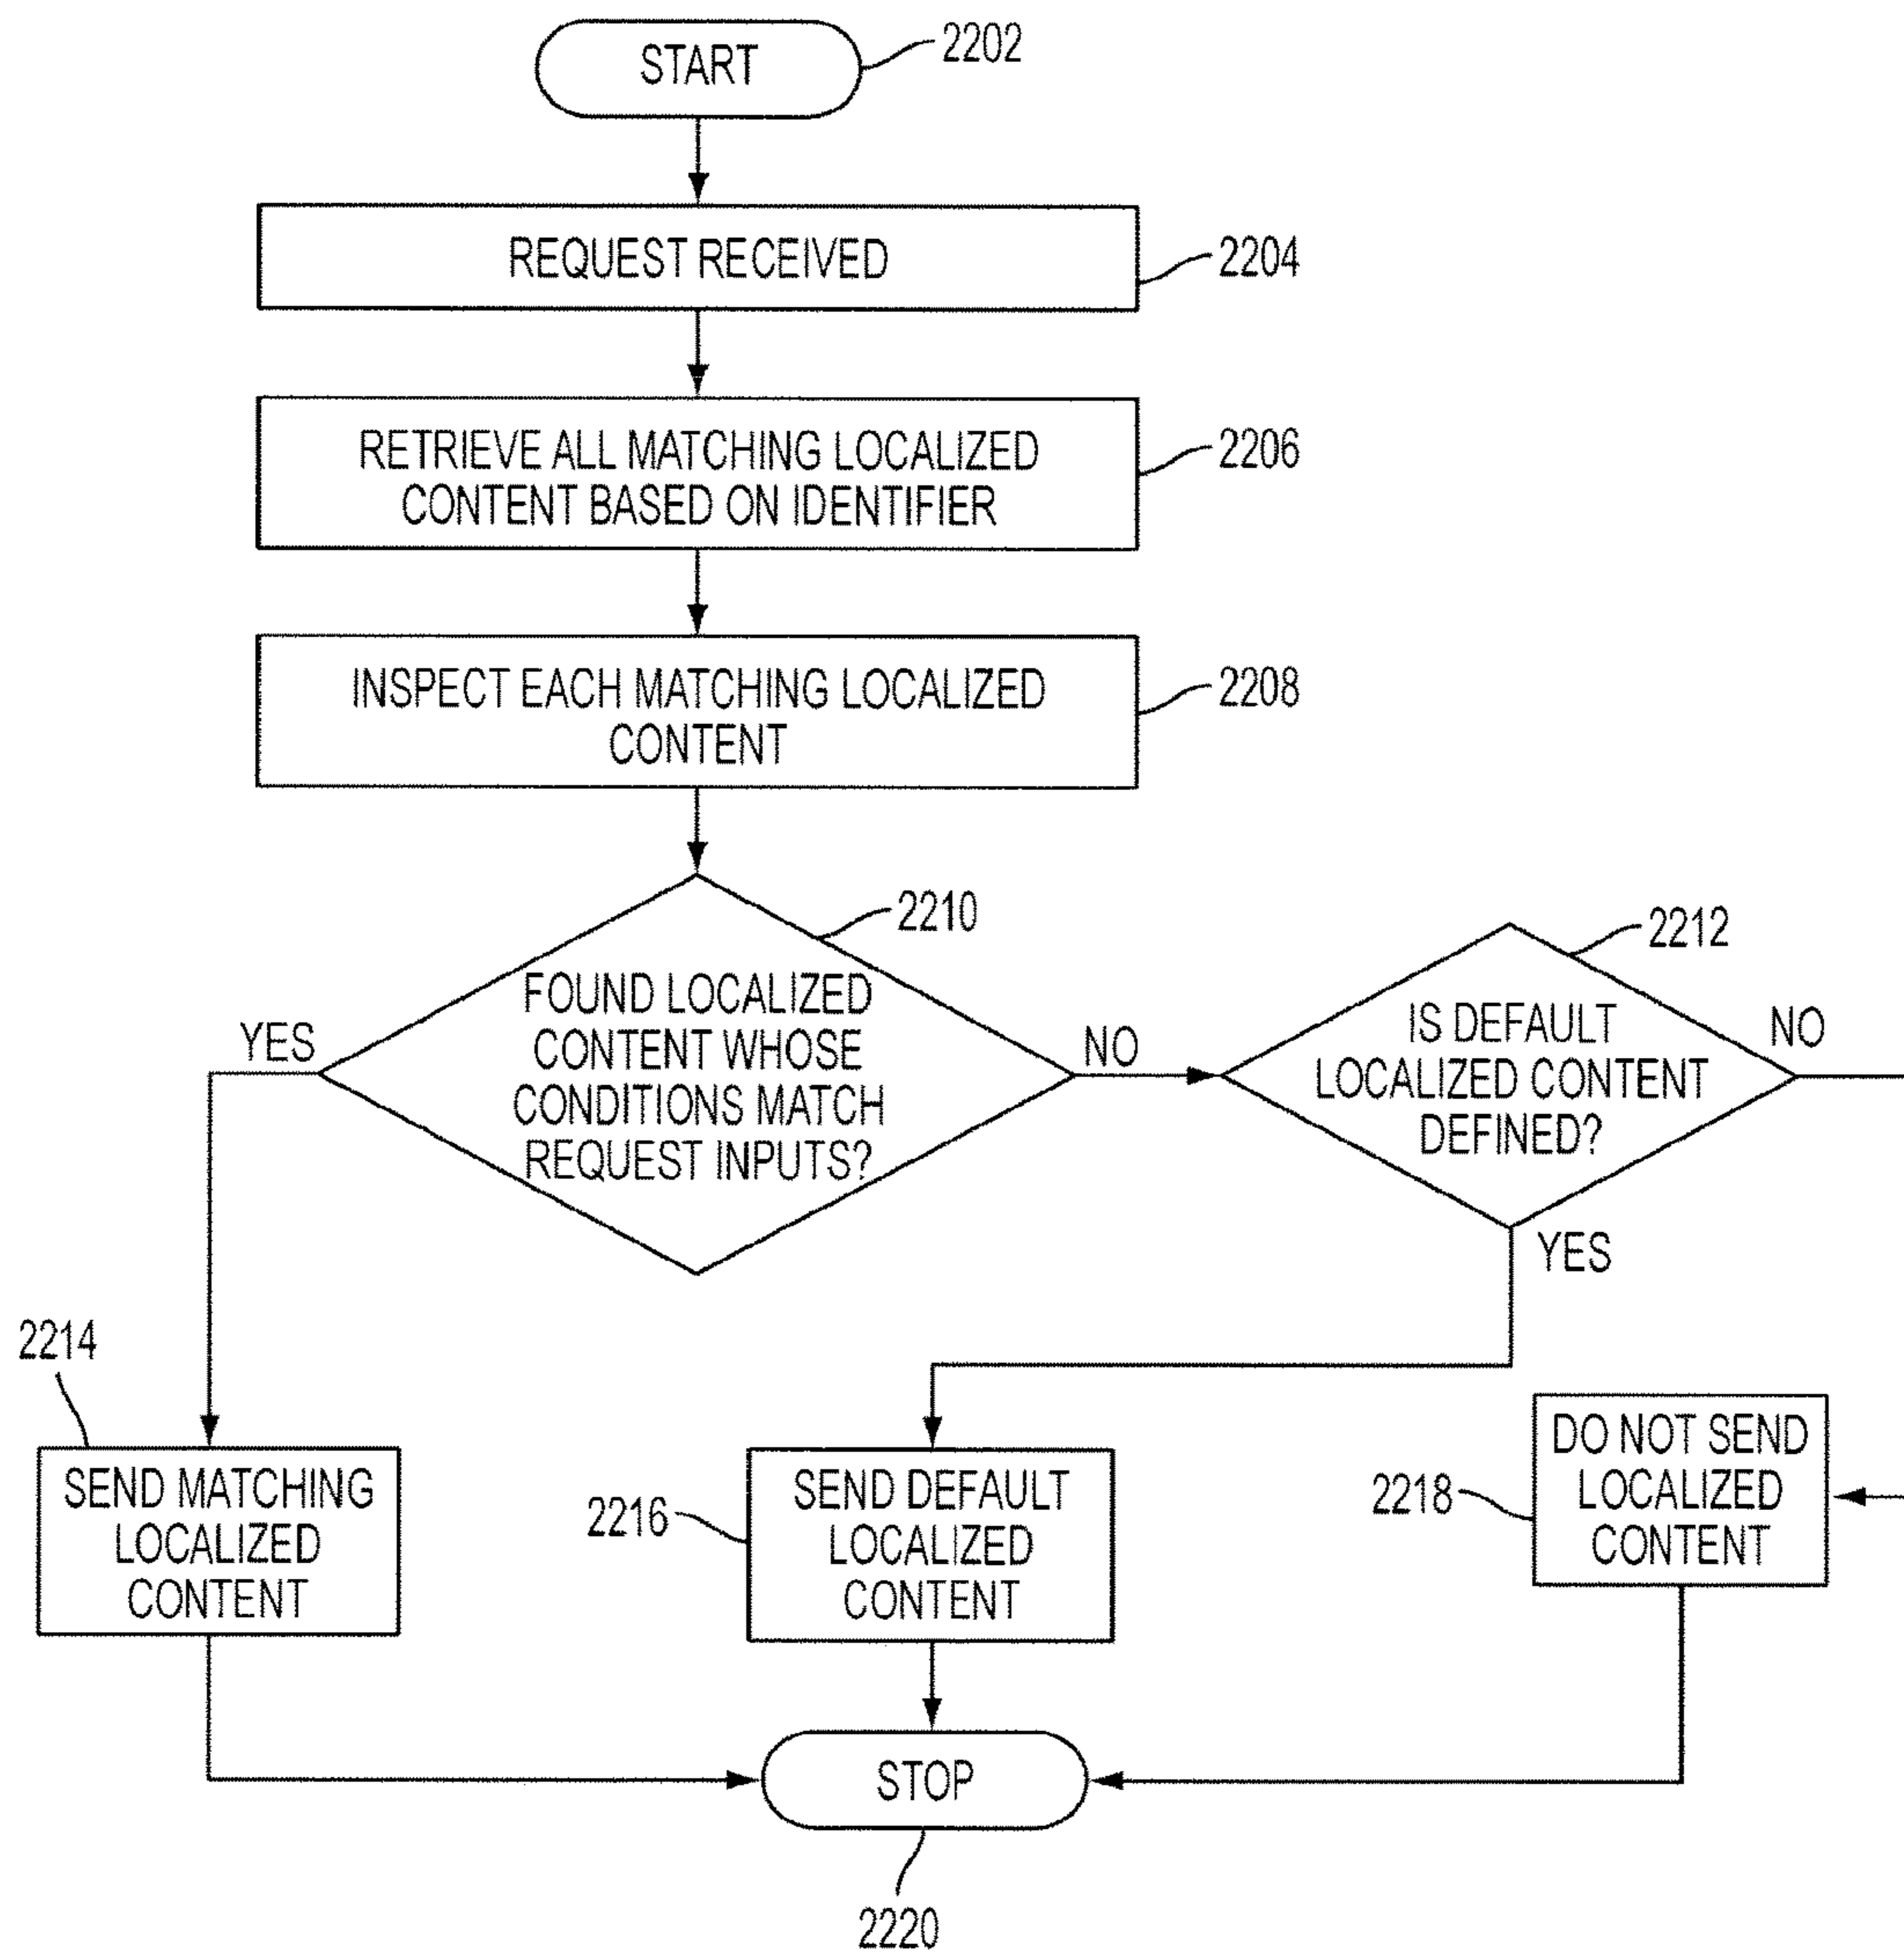 START
2202
REQUEST RECEIVED
2204
RETRIEVE ALL MATCHING LOCALIZED
CONTENT BASED ON IDENTIFIER
2206
INSPECT EACH MATCHING LOCALIZED
CONTENT
2208
2210
FOUND LOCALIZED
CONTENT WHOSE
CONDITIONS MATCH
REQUEST INPUTS?
YES
NO
2212
IS DEFAULT
LOCALIZED CONTENT
DEFINED?
NO
YES
2214
SEND MATCHING
LOCALIZED
CONTENT
2216
SEND DEFAULT
LOCALIZED
CONTENT
2218
DO NOT SEND
LOCALIZED
CONTENT
STOP
2220